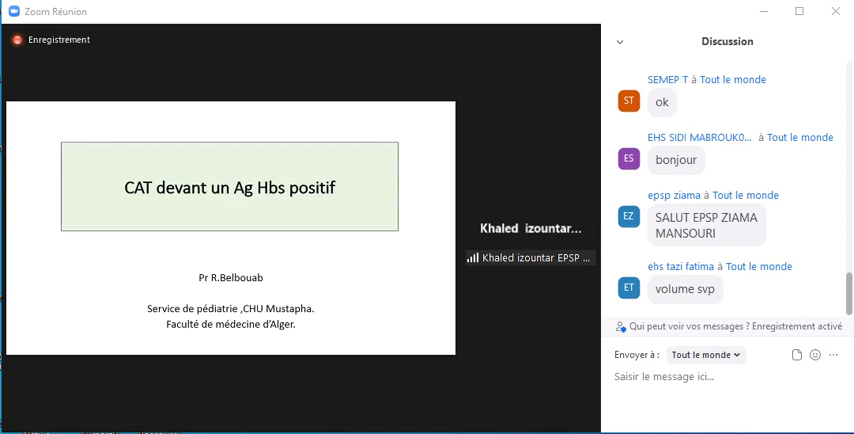 Zoom Réunion
Enregistrement
CAT devant un Ag Hbs positif
Pr R.Belbouab
Service de pédiatrie ,CHU Mustapha.
Faculté de médecine d'Alger.
Khaled izountar...
Khaled izountar EPSP ...
Discussion
SEMEP T à Tout le monde
ST
ok
EHS SIDI MABROUK0... à Tout le monde
ES
bonjour
epsp ziama à Tout le monde
EZ
SALUT EPSP ZIAMA
MANSOURI
ehs tazi fatima à Tout le monde
ET
volume svp
Qui peut voir vos messages ? Enregistrement activé
Envoyer à : Tout le monde
Saisir le message ici...